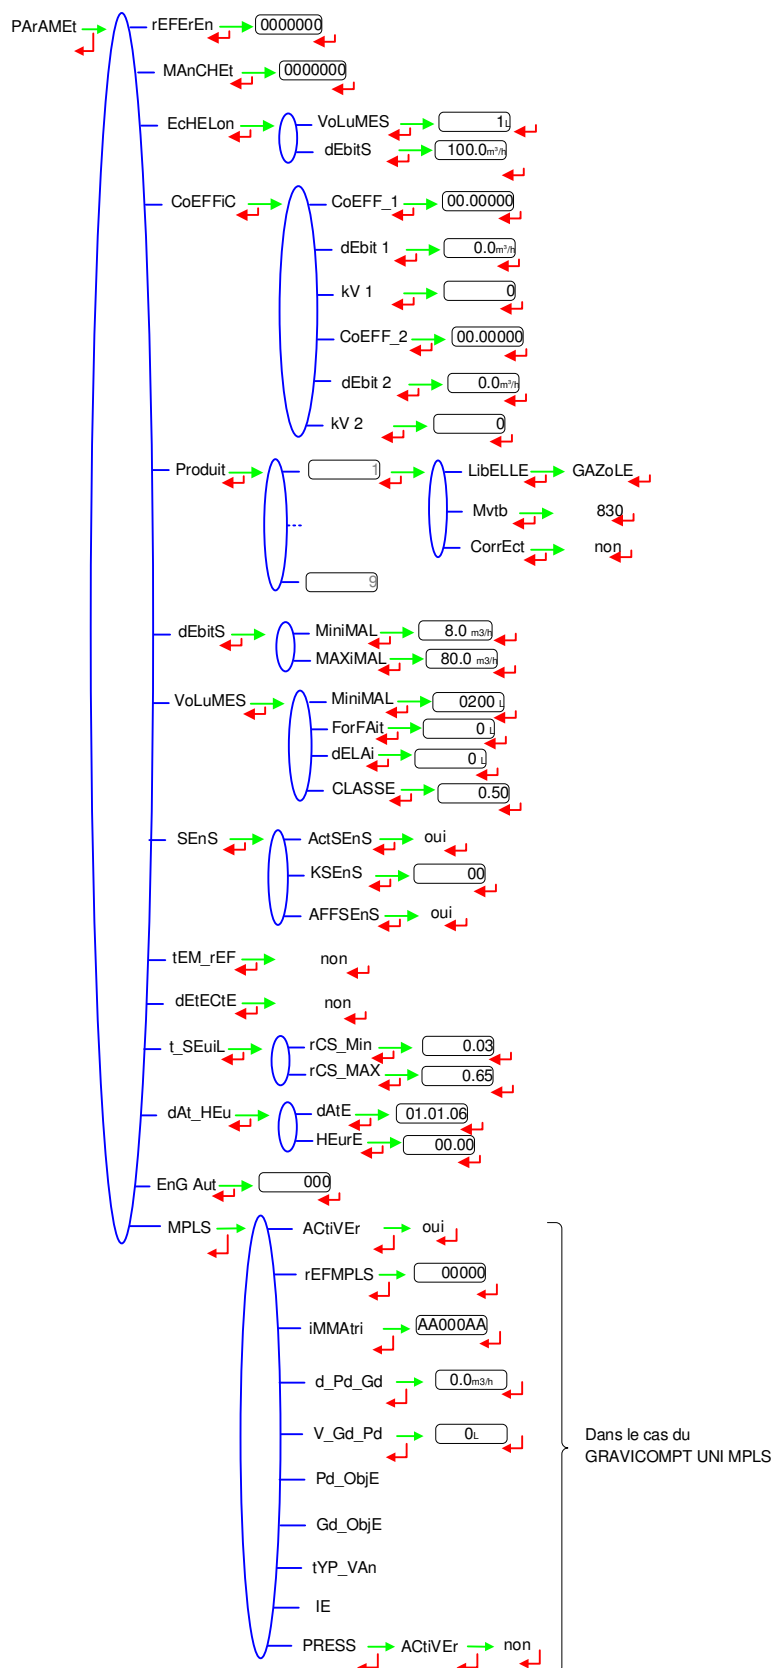 PArAMEt rEFErEn 0000000
MAnCHEt 0000000
EcHELon VoLuMES 1L
dEbitS 100.0m³/h
CoEFFiC CoEFF_1 00.00000
dEbit 1 0.0m³/h
kV 1 0
CoEFF_2 00.00000
dEbit 2 0.0m³/h
kV 2 0
Produit 1 LibELLE GAZoLE
Mvtb 830
CorrEct non
9
dEbitS MiniMAL 8.0 m3/h
MAXiMAL 80.0 m3/h
VoLuMES MiniMAL 0200 L
ForFAit 0 L
dELAi 0 L
CLASSE 0.50
SEnS ActSEnS oui
KSEnS 00
AFFSEnS oui
tEM_rEF non
dEtECtE non
t_SEuiL rCS_Min 0.03
rCS_MAX 0.65
dAt_HEu dAtE 01.01.06
HEurE 00.00
EnG Aut 000
MPLS ACtiVEr oui
rEFMPLS 00000
iMMAtri AA000AA
d_Pd_Gd 0.0m3/h
V_Gd_Pd 0L
Pd_ObjE
Gd_ObjE
tYP_VAn
IE
PRESS ACtiVEr non
Dans le cas du
GRAVICOMPT UNI MPLS